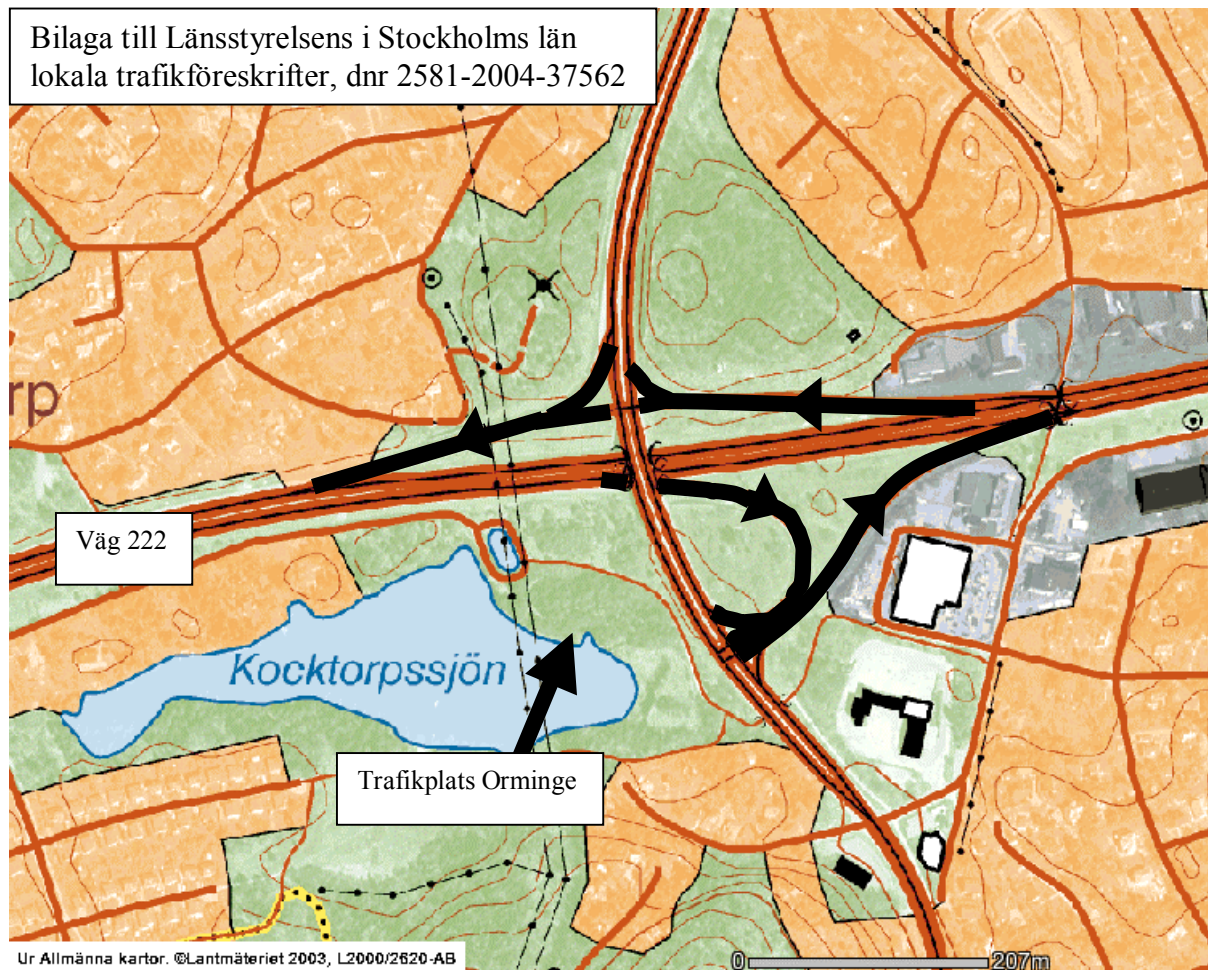 Bilaga till Länsstyrelsens i Stockholms län
lokala trafikföreskrifter, dnr 2581-2004-37562
rp
Väg 222
Kocktorpssjön
Trafikplats Orminge
Ur Allmänna kartor. ©Lantmäteriet 2003, L2000/2620-AB
0 207m